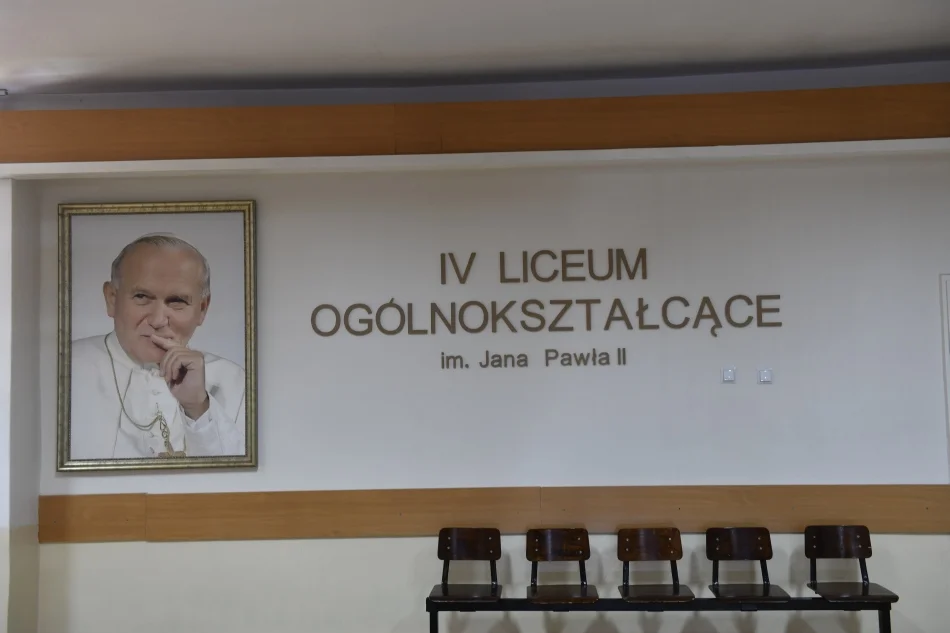 IV LICEUM
OGÓLNOKSZTAŁCĄCE
im. Jana Pawła II